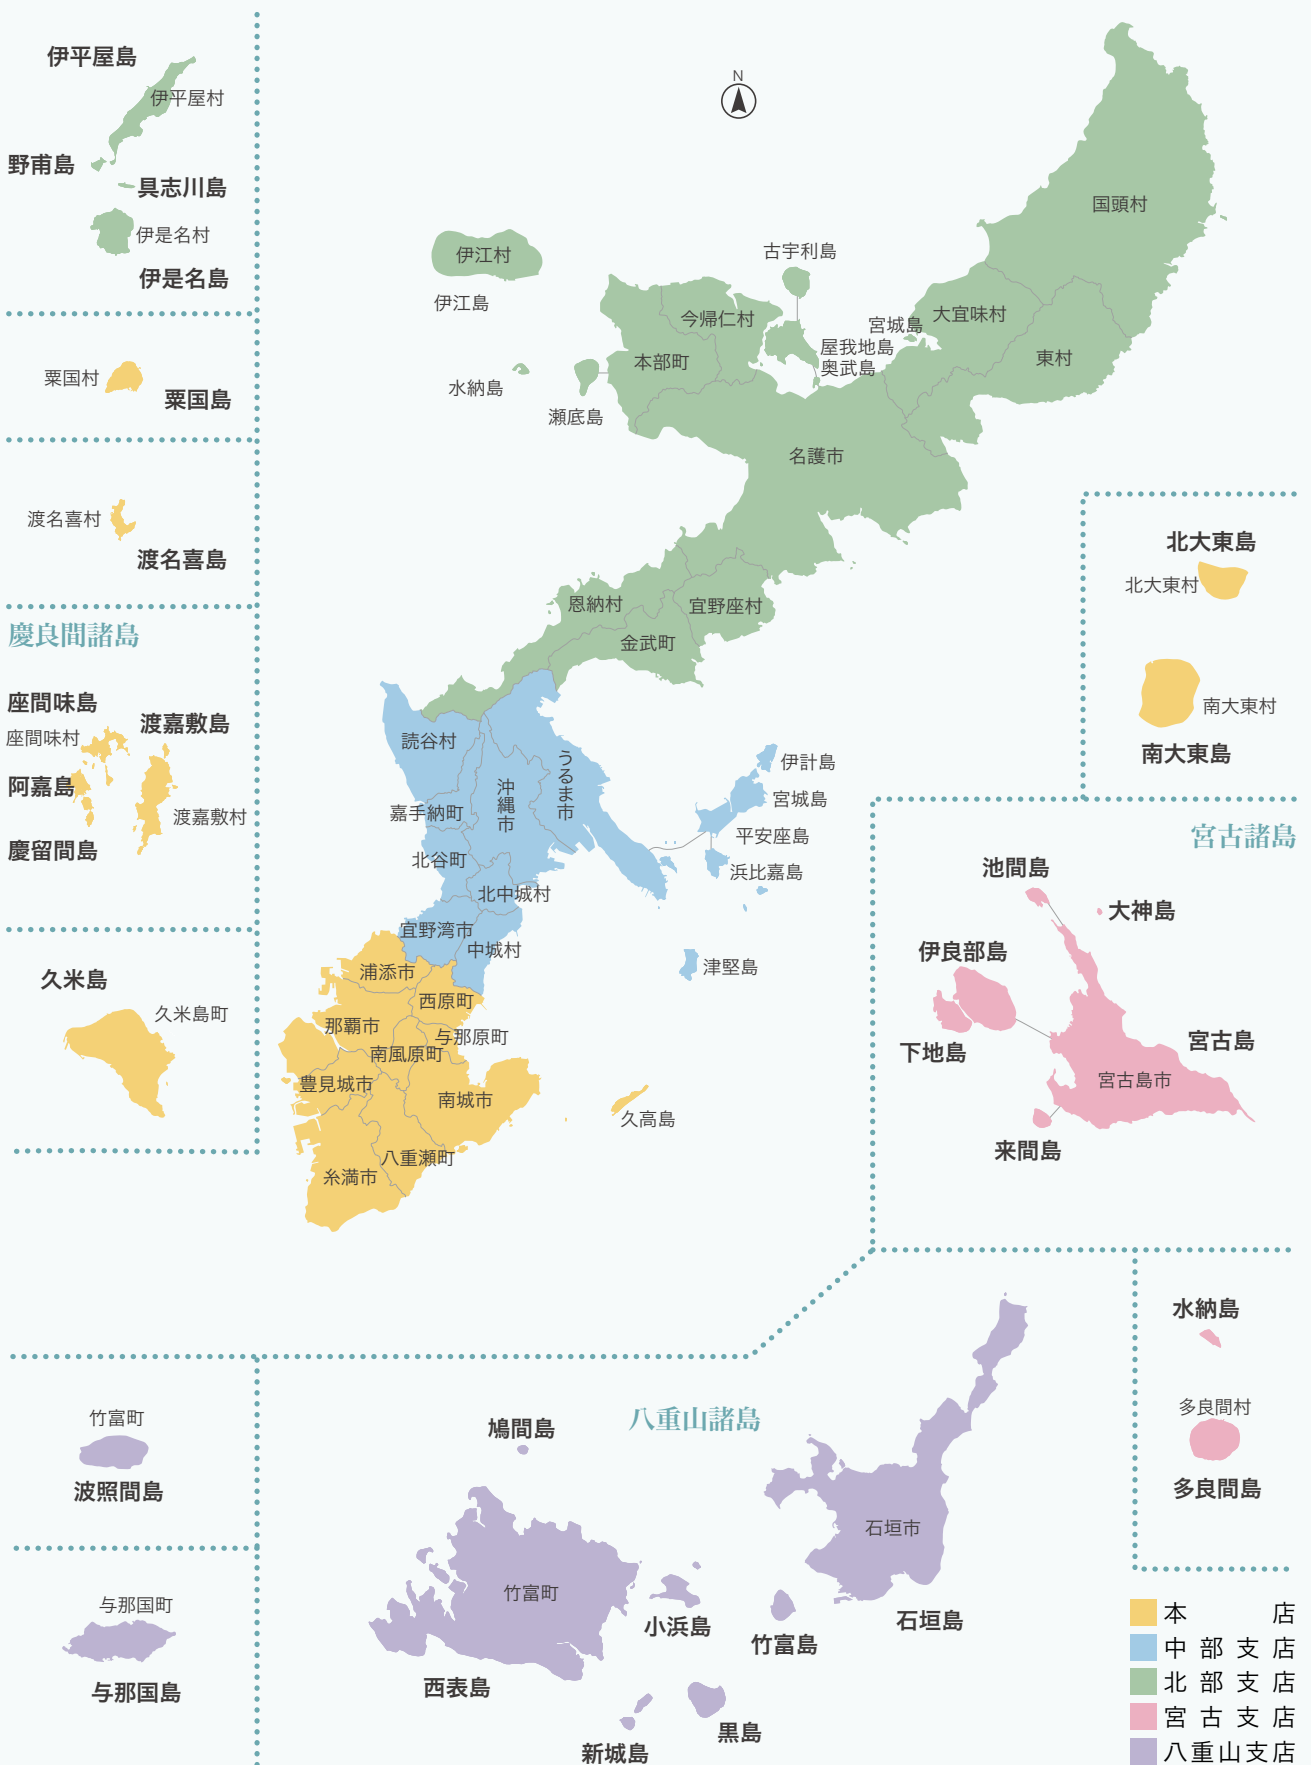 伊平屋島
伊平屋村
野甫島
具志川島
伊是名村
伊是名島
粟国村
粟国島
渡名喜村
渡名喜島
慶良間諸島
座間味島
渡嘉敷島
座間味村
阿嘉島
渡嘉敷村
慶留間島
久米島
久米島町
N
国頭村
伊江村
伊江島
古宇利島
今帰仁村
宮城島
大宜味村
屋我地島
奥武島
本部町
東村
水納島
瀬底島
名護市
恩納村
宜野座村
金武町
読谷村
うるま市
沖縄市
伊計島
宮城島
嘉手納町
平安座島
北谷町
浜比嘉島
北中城村
宜野湾市
中城村
津堅島
浦添市
西原町
那覇市
与那原町
南風原町
豊見城市
南城市
久高島
八重瀬町
糸満市
北大東島
北大東村
南大東村
南大東島
宮古諸島
池間島
大神島
伊良部島
下地島
宮古島
宮古島市
来間島
水納島
多良間村
多良間島
竹富町
波照間島
与那国町
与那国島
八重山諸島
鳩間島
石垣市
竹富町
小浜島
竹富島
石垣島
西表島
黒島
新城島
本店
中部支店
北部支店
宮古支店
八重山支店